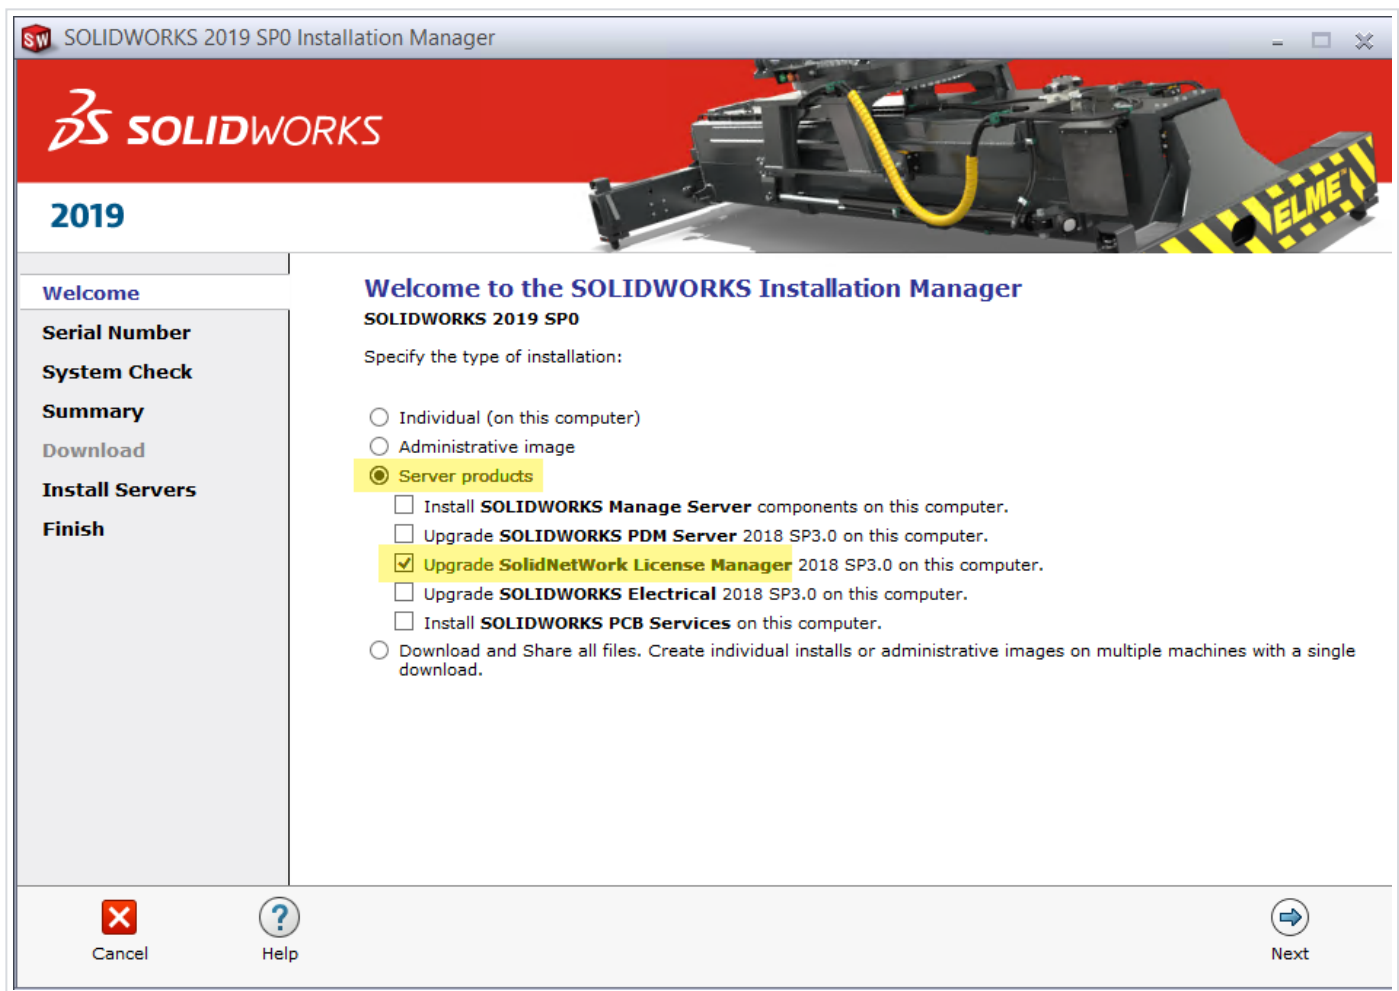 SW SOLIDWORKS 2019 SP0 Installation Manager
SOLIDWORKS
2019
ELME
Welcome
Serial Number
System Check
Summary
Download
Install Servers
Finish
Welcome to the SOLIDWORKS Installation Manager
SOLIDWORKS 2019 SP0
Specify the type of installation:
Individual (on this computer)
Administrative image
Server products
Install SOLIDWORKS Manage Server components on this computer.
Upgrade SOLIDWORKS PDM Server 2018 SP3.0 on this computer.
Upgrade SolidNetWork License Manager 2018 SP3.0 on this computer.
Upgrade SOLIDWORKS Electrical 2018 SP3.0 on this computer.
Install SOLIDWORKS PCB Services on this computer.
Download and Share all files. Create individual installs or administrative images on multiple machines with a single
download.
Cancel
Help
Next